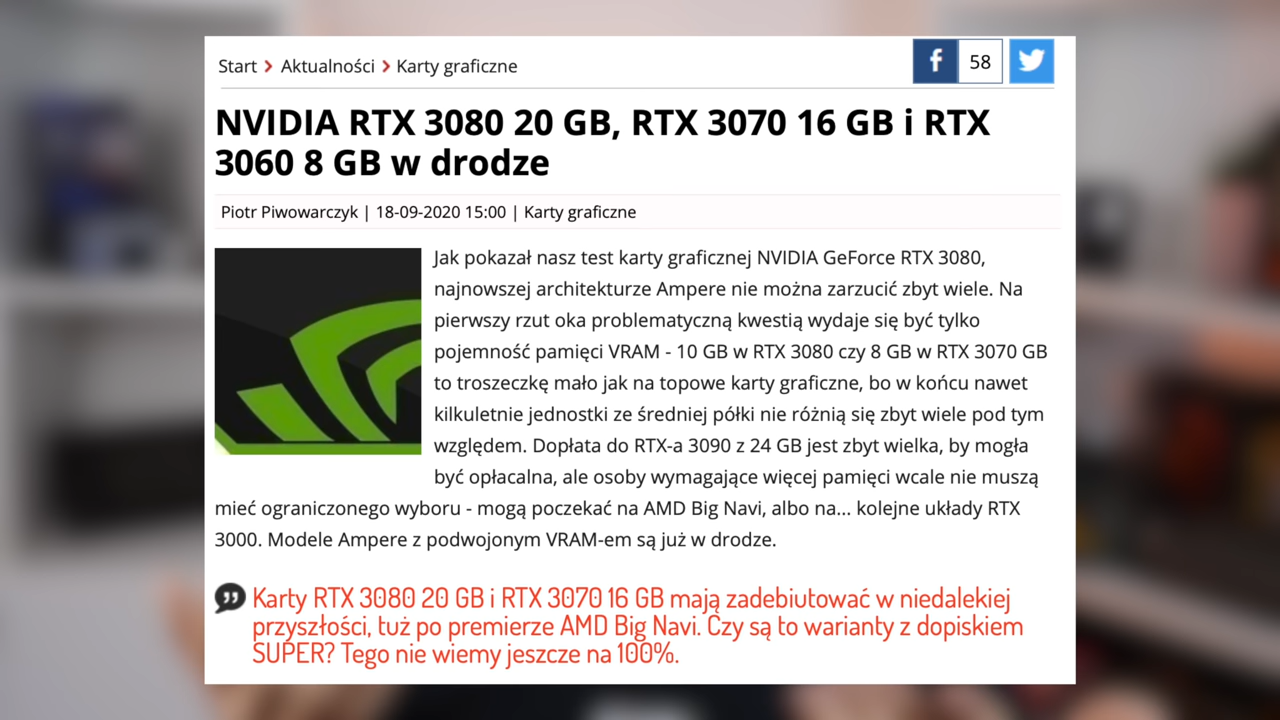 Start > Aktualności > Karty graficzne
58
NVIDIA RTX 3080 20 GB, RTX 3070 16 GB i RTX
3060 8 GB w drodze
Piotr Piwowarczyk | 18-09-2020 15:00 | Karty graficzne
Jak pokazał nasz test karty graficznej NVIDIA GeForce RTX 3080,
najnowszej architekturze Ampere nie można zarzucić zbyt wiele. Na
pierwszy rzut oka problematyczną kwestią wydaje się być tylko
pojemność pamięci VRAM - 10 GB w RTX 3080 czy 8 GB w RTX 3070 GB
to troszeczkę mało jak na topowe karty graficzne, bo w końcu nawet
kilkuletnie jednostki ze średniej półki nie różnią się zbyt wiele pod tym
względem. Dopłata do RTX-a 3090 z 24 GB jest zbyt wielka, by mogła
być opłacalna, ale osoby wymagające więcej pamięci wcale nie muszą
mieć ograniczonego wyboru - mogą poczekać na AMD Big Navi, albo na... kolejne układy RTX
3000. Modele Ampere z podwojonym VRAM-em są już w drodze.
Karty RTX 3080 20 GB i RTX 3070 16 GB mają zadebiutować w niedalekiej
przyszłości, tuż po premierze AMD Big Navi. Czy są to warianty z dopiskiem
SUPER? Tego nie wiemy jeszcze na 100%.